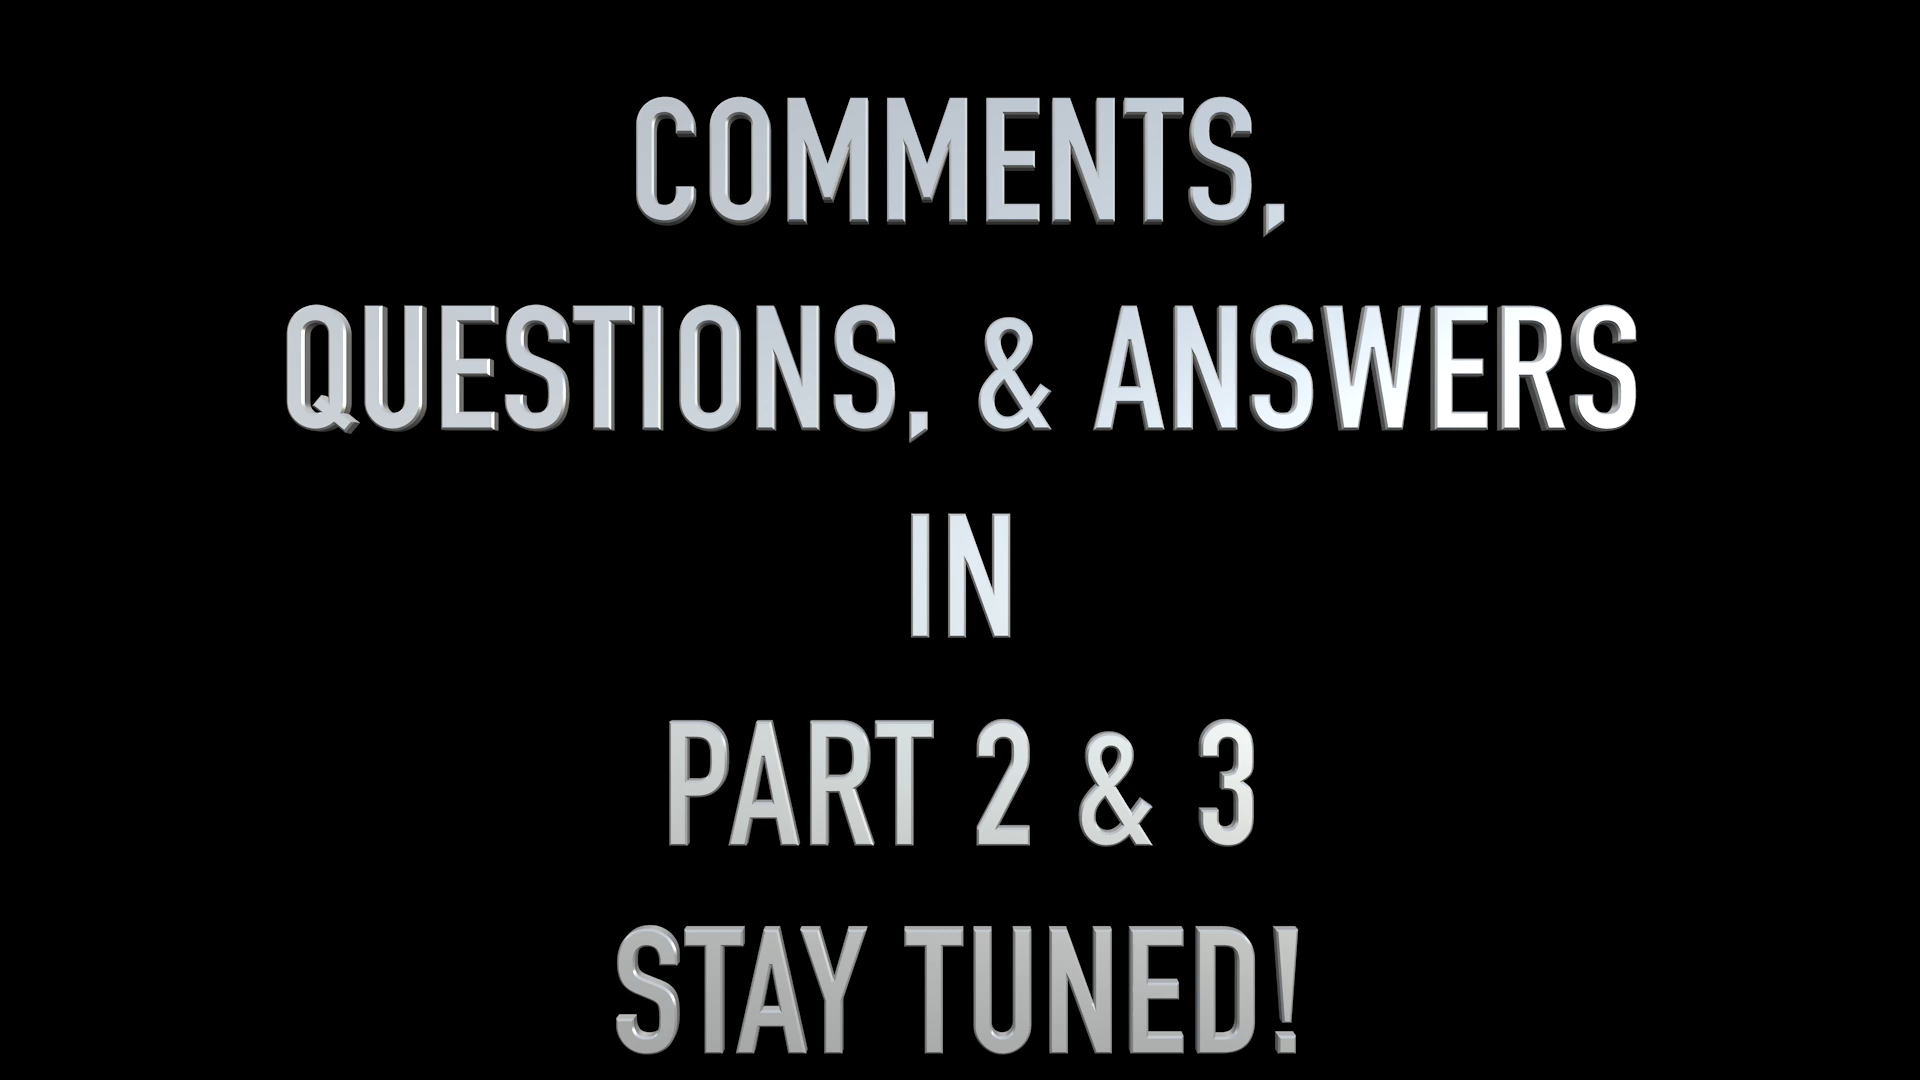 COMMENTS,
QUESTIONS, & ANSWERS
IN
PART 2 & 3
STAY TUNED!